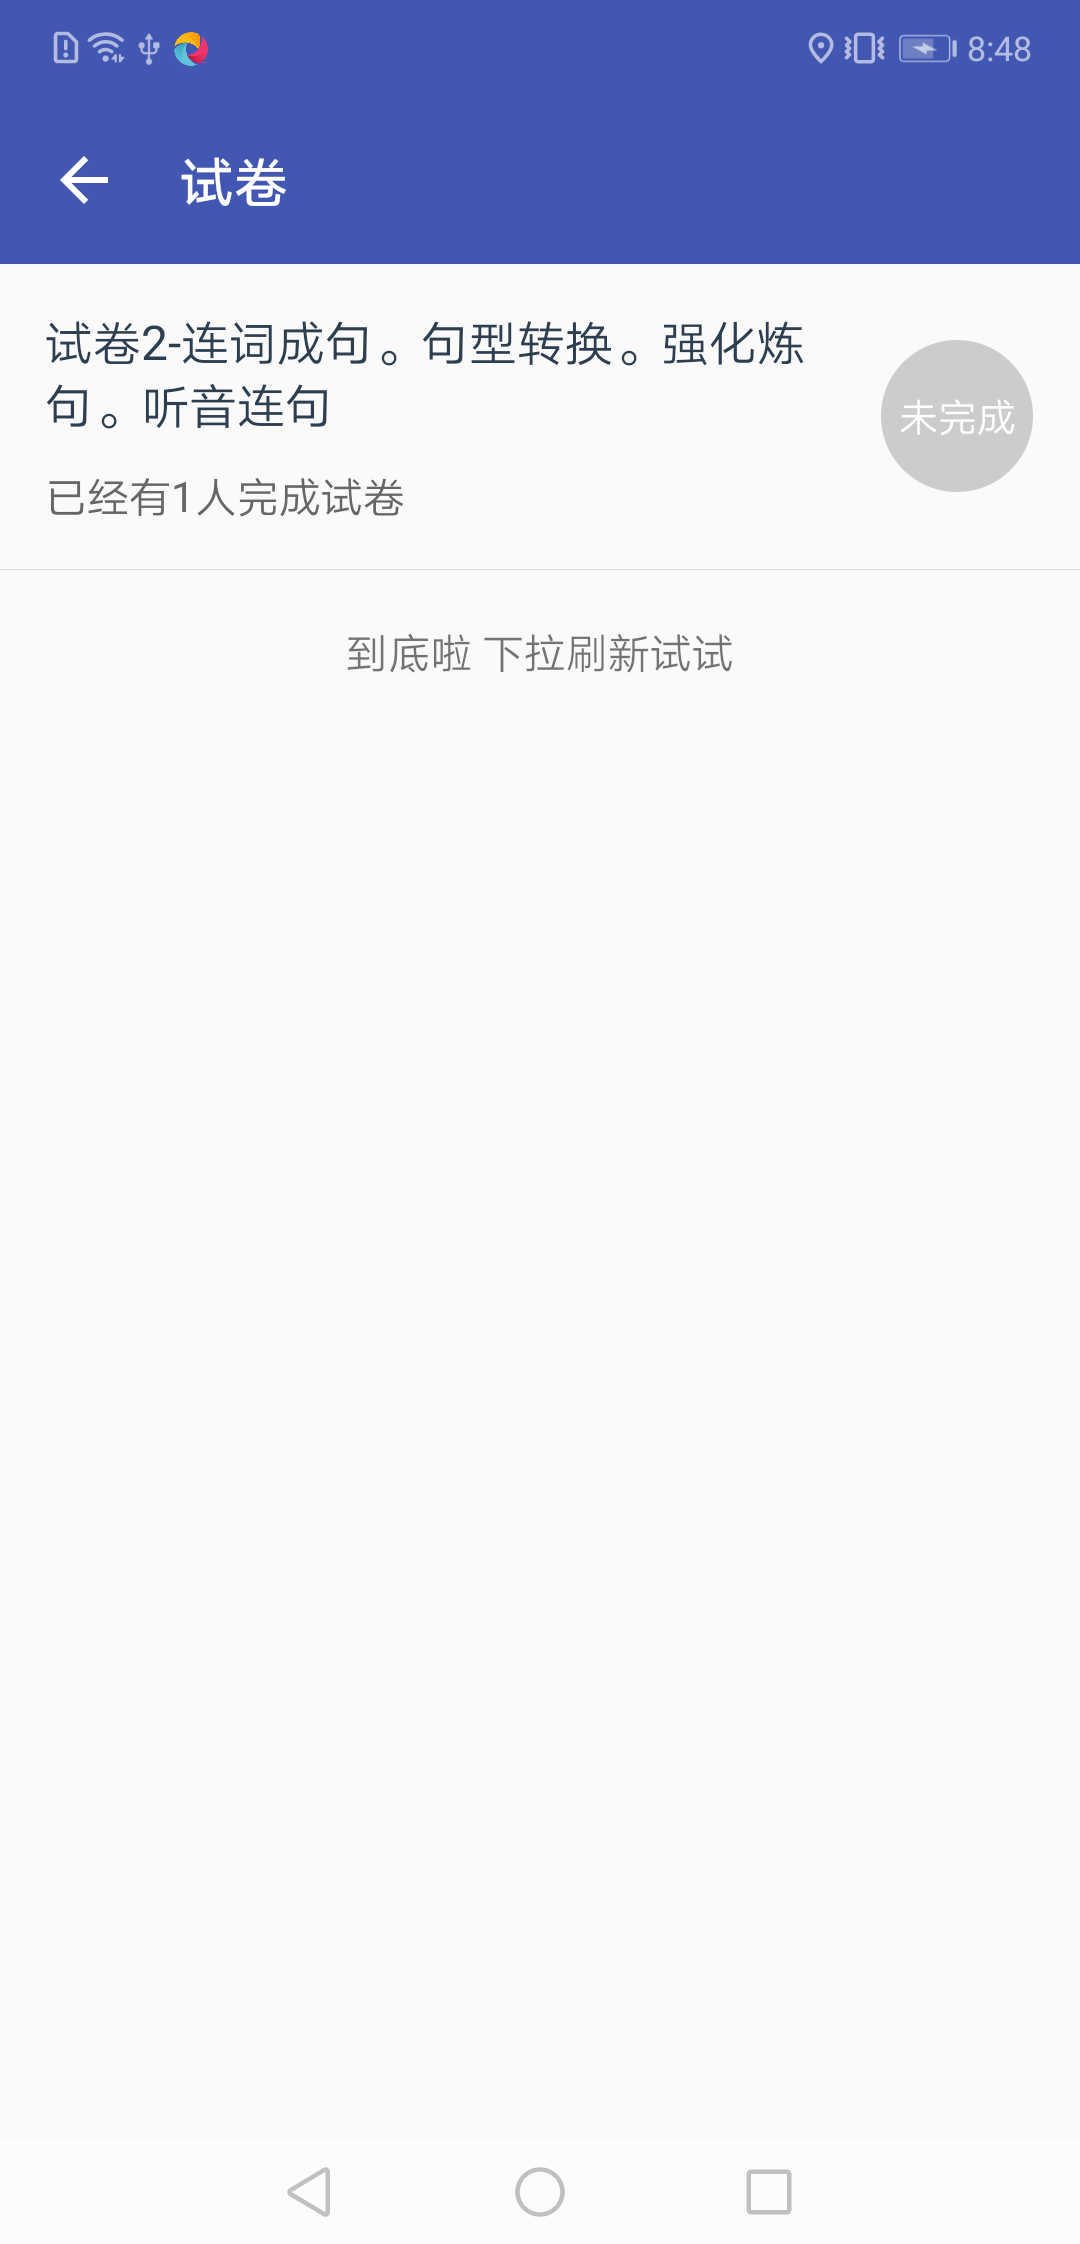 8:48
试卷
试卷2-连词成句。句型转换。强化炼
句。听音连句
未完成
已经有1人完成试卷
到底啦 下拉刷新试试